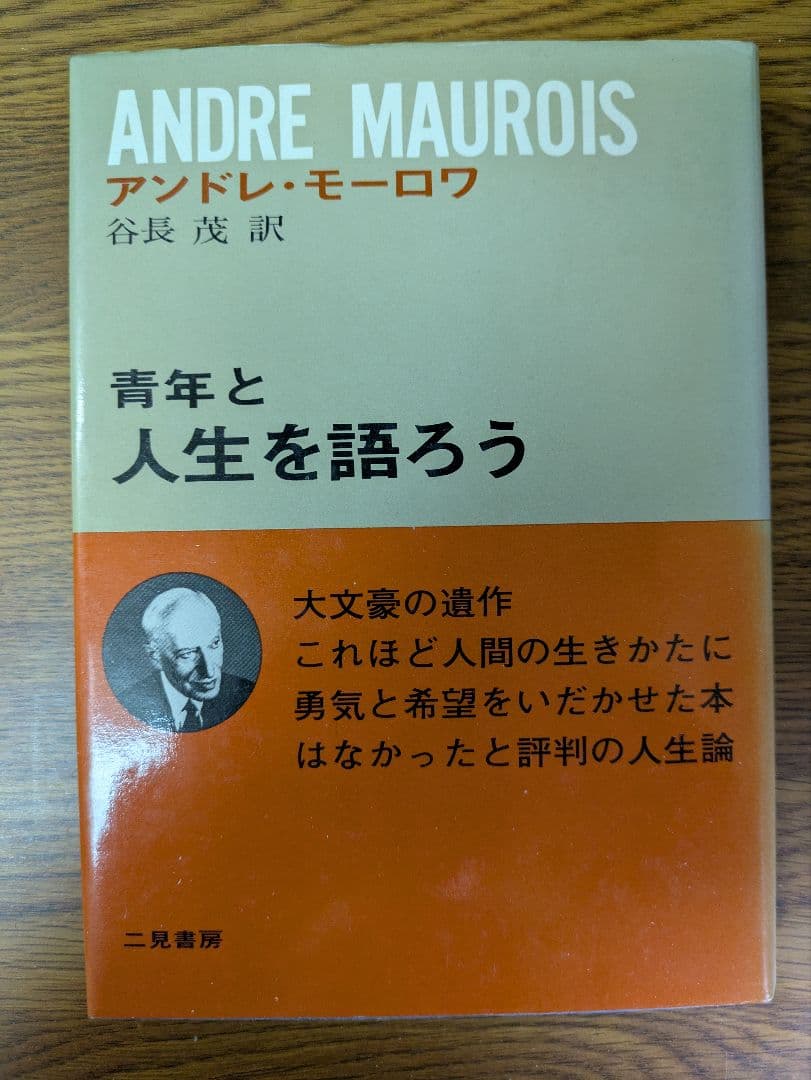 ANDRE MAUROIS
アンドレ・モーロワ
谷長 茂 訳
青年と
人生を語ろう
大文豪の遺作
これほど人間の生きかたに
勇気と希望をいだかせた本
はなかったと評判の人生論
二見書房